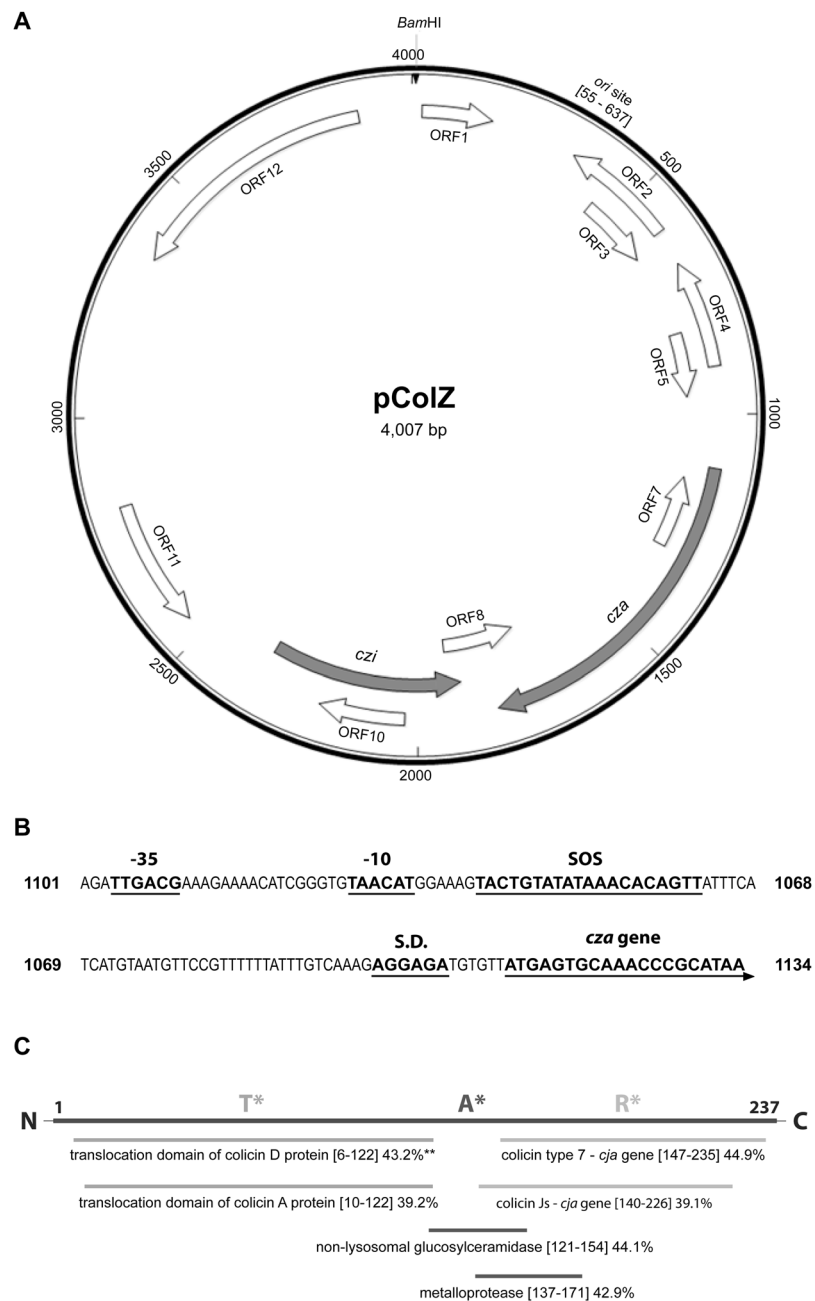 A
BamHI
4000
ori site
[55 - 637]
ORF1
3500
ORF12
500
ORF2
ORF3
ORF4
ORF5
pColZ
4,007 bp
3000
1000
ORF7
ORF11
ORF8
cza
czi
2500
1500
ORF10
2000
B
-35 -10 SOS
1101 AGATTGACGAAAGAAAACATCGGGTGTAACATGGAAAGTACTGTATATAAACACAGTTATTTCA 1068
S.D. cza gene
1069 TCATGTAATGTTCCGTTTTTTATTTGTCAAAGAGGAGATGTGTTATGAGTGCAAACCCGCATAA 1134
C
T* A* R*
N 1 237 C
translocation domain of colicin D protein [6-122] 43.2%** colicin type 7 - cja gene [147-235] 44.9%
translocation domain of colicin A protein [10-122] 39.2% colicin Js - cja gene [140-226] 39.1%
non-lysosomal glucosylceramidase [121-154] 44.1%
metalloprotease [137-171] 42.9%